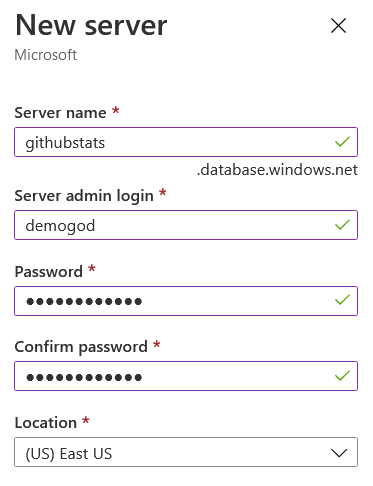 New server
Microsoft
Server name *
githubstats
.database.windows.net
Server admin login *
demogod
Password *
●●●●●●●●●●●●
Confirm password *
●●●●●●●●●●●●
Location *
(US) East US